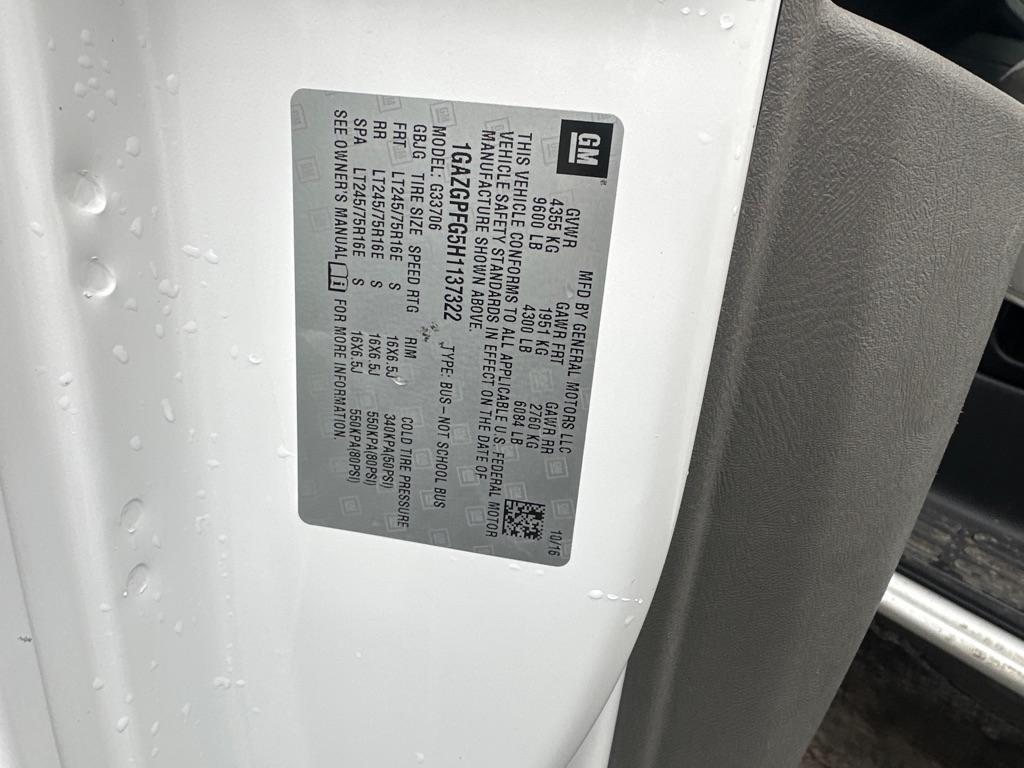 GM
MFD BY GENERAL MOTORS LLC 10/16
GVWR GAWR FRT GAWR RR
4355 KG 1951 KG 2760 KG
9600 LB 4300 LB 6084 LB
THIS VEHICLE CONFORMS TO ALL APPLICABLE U.S. FEDERAL MOTOR
VEHICLE SAFETY STANDARDS IN EFFECT ON THE DATE OF
MANUFACTURE SHOWN ABOVE.
1GAZGPFG5H1137322 TYPE: BUS-NOT SCHOOL BUS
MODEL: G33706
GBJG TIRE SIZE SPEED RTG RIM COLD TIRE PRESSURE
FRT LT245/75R16E S 16X6.5J 340KPA(50PSI)
RR LT245/75R16E S 16X6.5J 550KPA(80PSI)
SPA LT245/75R16E S 16X6.5J 550KPA(80PSI)
SEE OWNER'S MANUAL i FOR MORE INFORMATION.